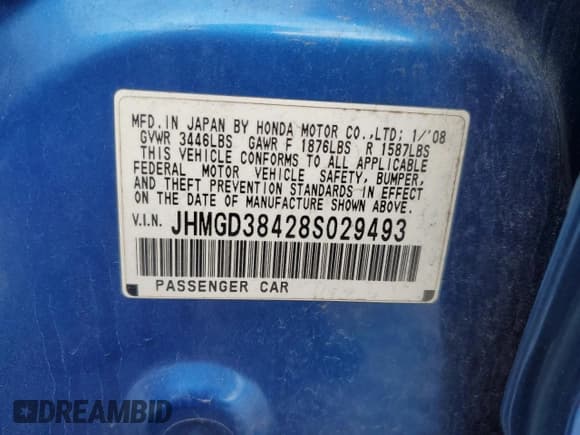 MFD.IN JAPAN BY HONDA MOTOR CO.,LTD; 1/'08
GVWR 3446LBS GAWR F 1876LBS R 1587LBS
THIS VEHICLE CONFORMS TO ALL APPLICABLE
FEDERAL MOTOR VEHICLE SAFETY, BUMPER,
AND THEFT PREVENTION STANDARDS IN EFFECT
ON THE DATE OF MANUFACTURE SHOWN ABOVE.
V.I.N. JHMGD38428S029493
PASSENGER CAR
DREAMBID